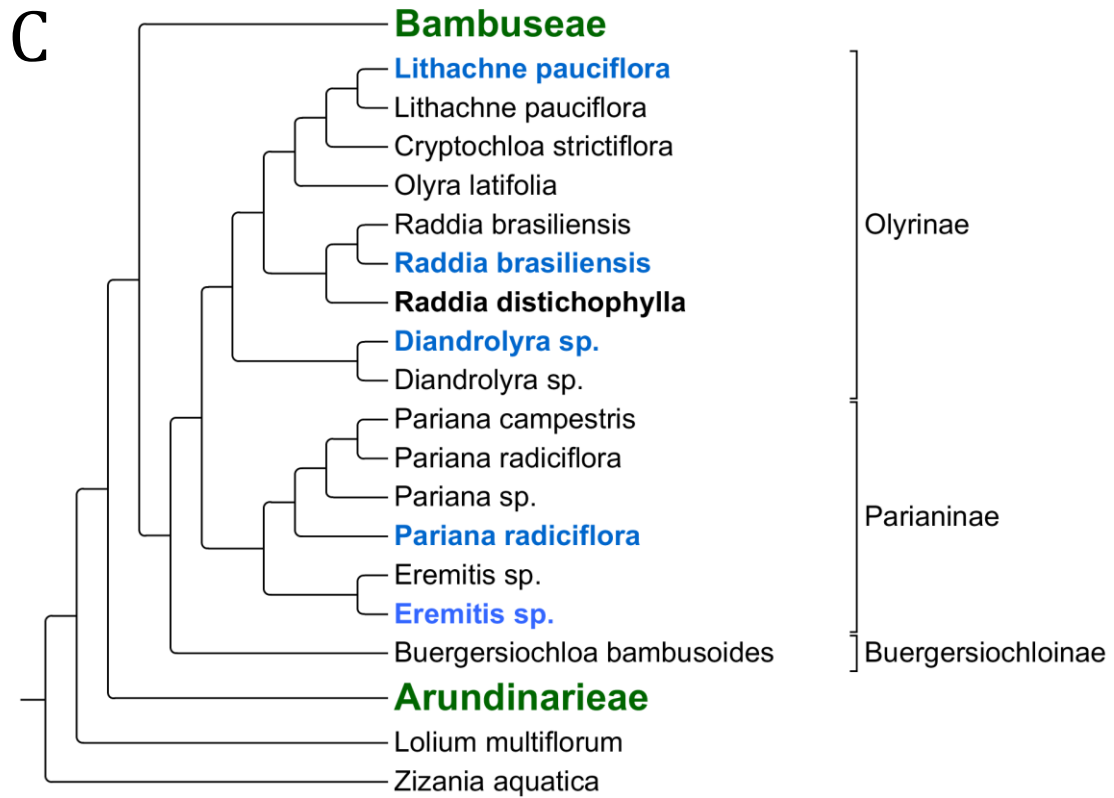 C
Bambuseae
Lithachne pauciflora
Lithachne pauciflora
Cryptochloa strictiflora
Olyra latifolia
Raddia brasiliensis
Raddia brasiliensis
Raddia distichophylla
Diandrolyra sp.
Diandrolyra sp.
Olyrinae
Pariana campestris
Pariana radiciflora
Pariana sp.
Pariana radiciflora
Eremitis sp.
Eremitis sp.
Parianinae
Buergersiochloa bambusoides
Buergersiochloinae
Arundinarieae
Lolium multiflorum
Zizania aquatica